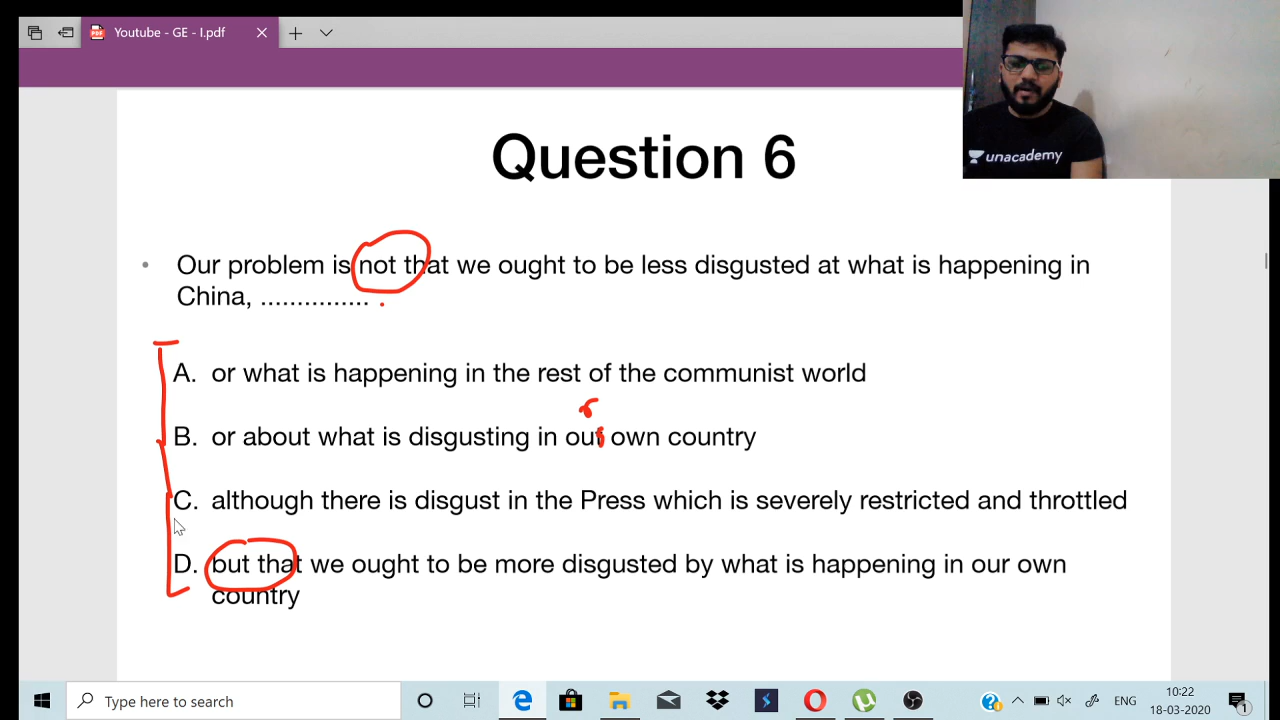 Youtube - GE - I.pdf
unacademy
Question 6
• Our problem is not that we ought to be less disgusted at what is happening in
China, ............... .
A. or what is happening in the rest of the communist world
r
B. or about what is disgusting in out own country
C. although there is disgust in the Press which is severely restricted and throttled
D. but that we ought to be more disgusted by what is happening in our own
country
Type here to search
ENG
10:22
18-03-2020
1